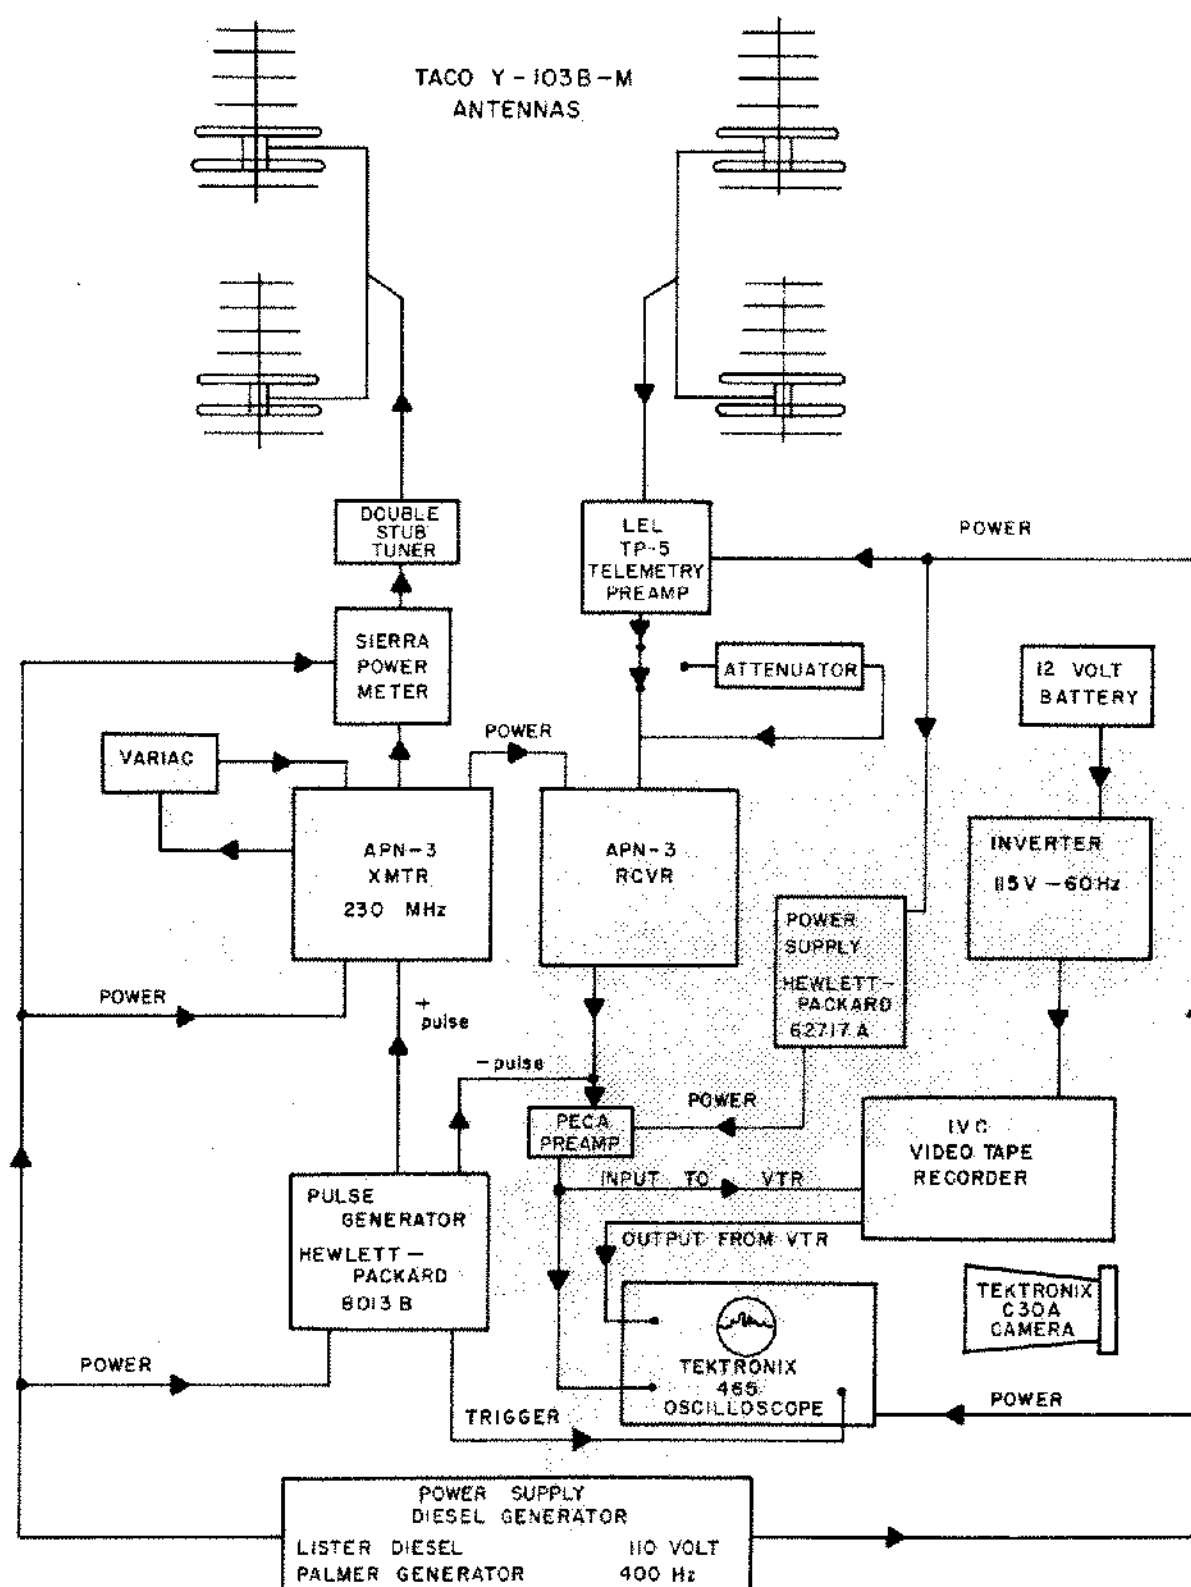 TACO Y-103B-M
ANTENNAS
DOUBLE
STUB
TUNER
LEL
TP-5
TELEMETRY
PREAMP
POWER
SIERRA
POWER
METER
ATTENUATOR
12 VOLT
BATTERY
POWER
VARIAC
APN-3
XMTR
230 MHz
APN-3
RCVR
INVERTER
115V-60Hz
POWER
SUPPLY
HEWLETT-
PACKARD
62717A
POWER
+
pulse
-pulse
POWER
PECA
PREAMP
IVC
VIDEO TAPE
RECORDER
INPUT TO VTR
PULSE
GENERATOR
HEWLETT-
PACKARD
8013B
OUTPUT FROM VTR
TEKTRONIX
C30A
CAMERA
TEKTRONIX
465
OSCILLOSCOPE
POWER
POWER
TRIGGER
POWER SUPPLY
DIESEL GENERATOR
LISTER DIESEL 110 VOLT
PALMER GENERATOR 400 Hz